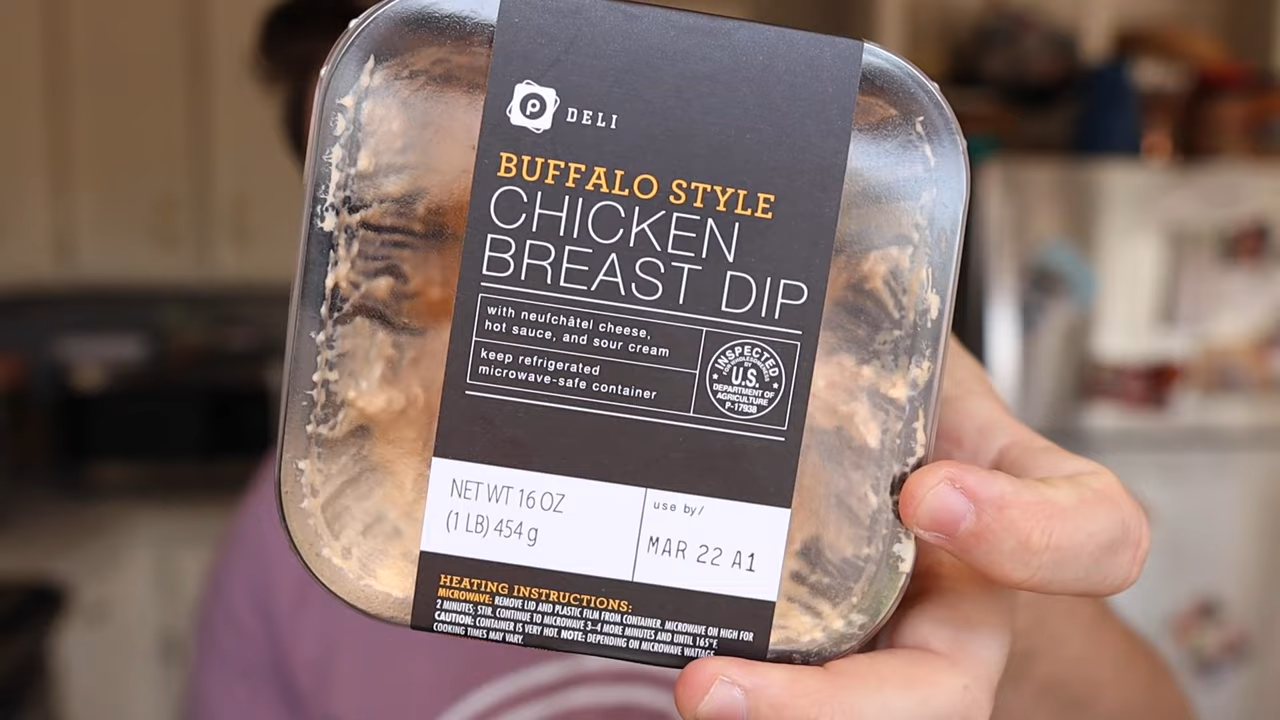 P DELI
BUFFALO STYLE
CHICKEN
BREAST DIP
with neufchâtel cheese,
hot sauce, and sour cream
keep refrigerated
microwave-safe container
INSPECTED
FOR WHOLESOMENESS
BY
U.S.
DEPARTMENT OF
AGRICULTURE
P-17938
NET WT 16 OZ
(1 LB) 454 g
use by/
MAR 22 A1
HEATING INSTRUCTIONS:
MICROWAVE: REMOVE LID AND PLASTIC FILM FROM CONTAINER. MICROWAVE ON HIGH FOR
2 MINUTES; STIR. CONTINUE TO MICROWAVE 3–4 MORE MINUTES AND UNTIL 165°F.
CAUTION: CONTAINER IS VERY HOT. NOTE: DEPENDING ON MICROWAVE WATTAGE,
COOKING TIMES MAY VARY.